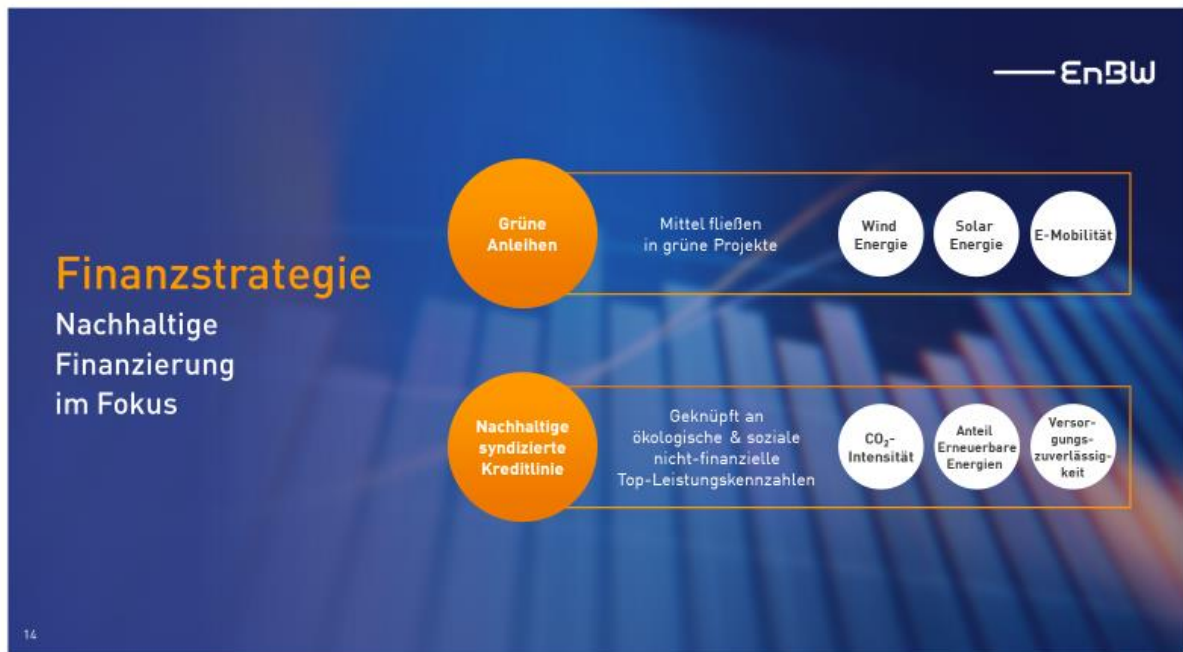 EnBW
Finanzstrategie
Nachhaltige
Finanzierung
im Fokus
Grüne
Anleihen
Mittel fließen
in grüne Projekte
Wind
Energie
Solar
Energie
E-Mobilität
Nachhaltige
syndizierte
Kreditlinie
Geknüpft an
ökologische & soziale
nicht-finanzielle
Top-Leistungskennzahlen
CO₂-
Intensität
Anteil
Erneuerbare
Energien
Versor-
gungs-
zuverlässig-
keit
14